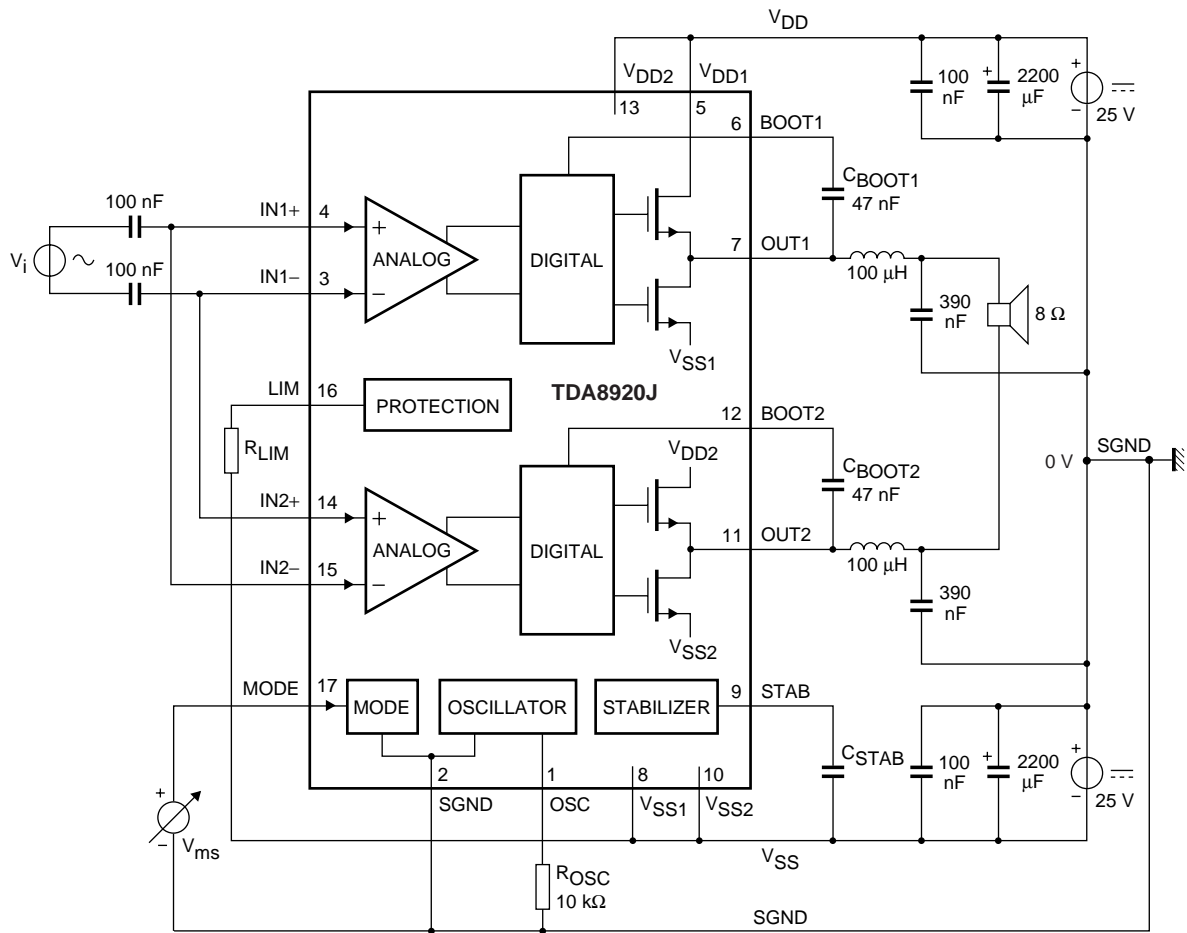 VDD
VDD2
VDD1
13
5
100 nF
2200 µF
+
+
−
25 V
6
BOOT1
CBOOT1
47 nF
100 nF
IN1+
4
+
ANALOG
DIGITAL
7
OUT1
Vi
100 nF
IN1−
3
−
100 µH
390 nF
8 Ω
VSS1
LIM
16
PROTECTION
TDA8920J
RLIM
12
BOOT2
VDD2
CBOOT2
47 nF
0 V
SGND
IN2+
14
+
ANALOG
DIGITAL
11
OUT2
IN2−
15
−
100 µH
390 nF
VSS2
MODE
17
MODE
OSCILLATOR
STABILIZER
9
STAB
CSTAB
100 nF
2200 µF
+
+
−
25 V
2
1
8
10
SGND
OSC
VSS1
VSS2
+
−
Vms
VSS
ROSC
10 kΩ
SGND